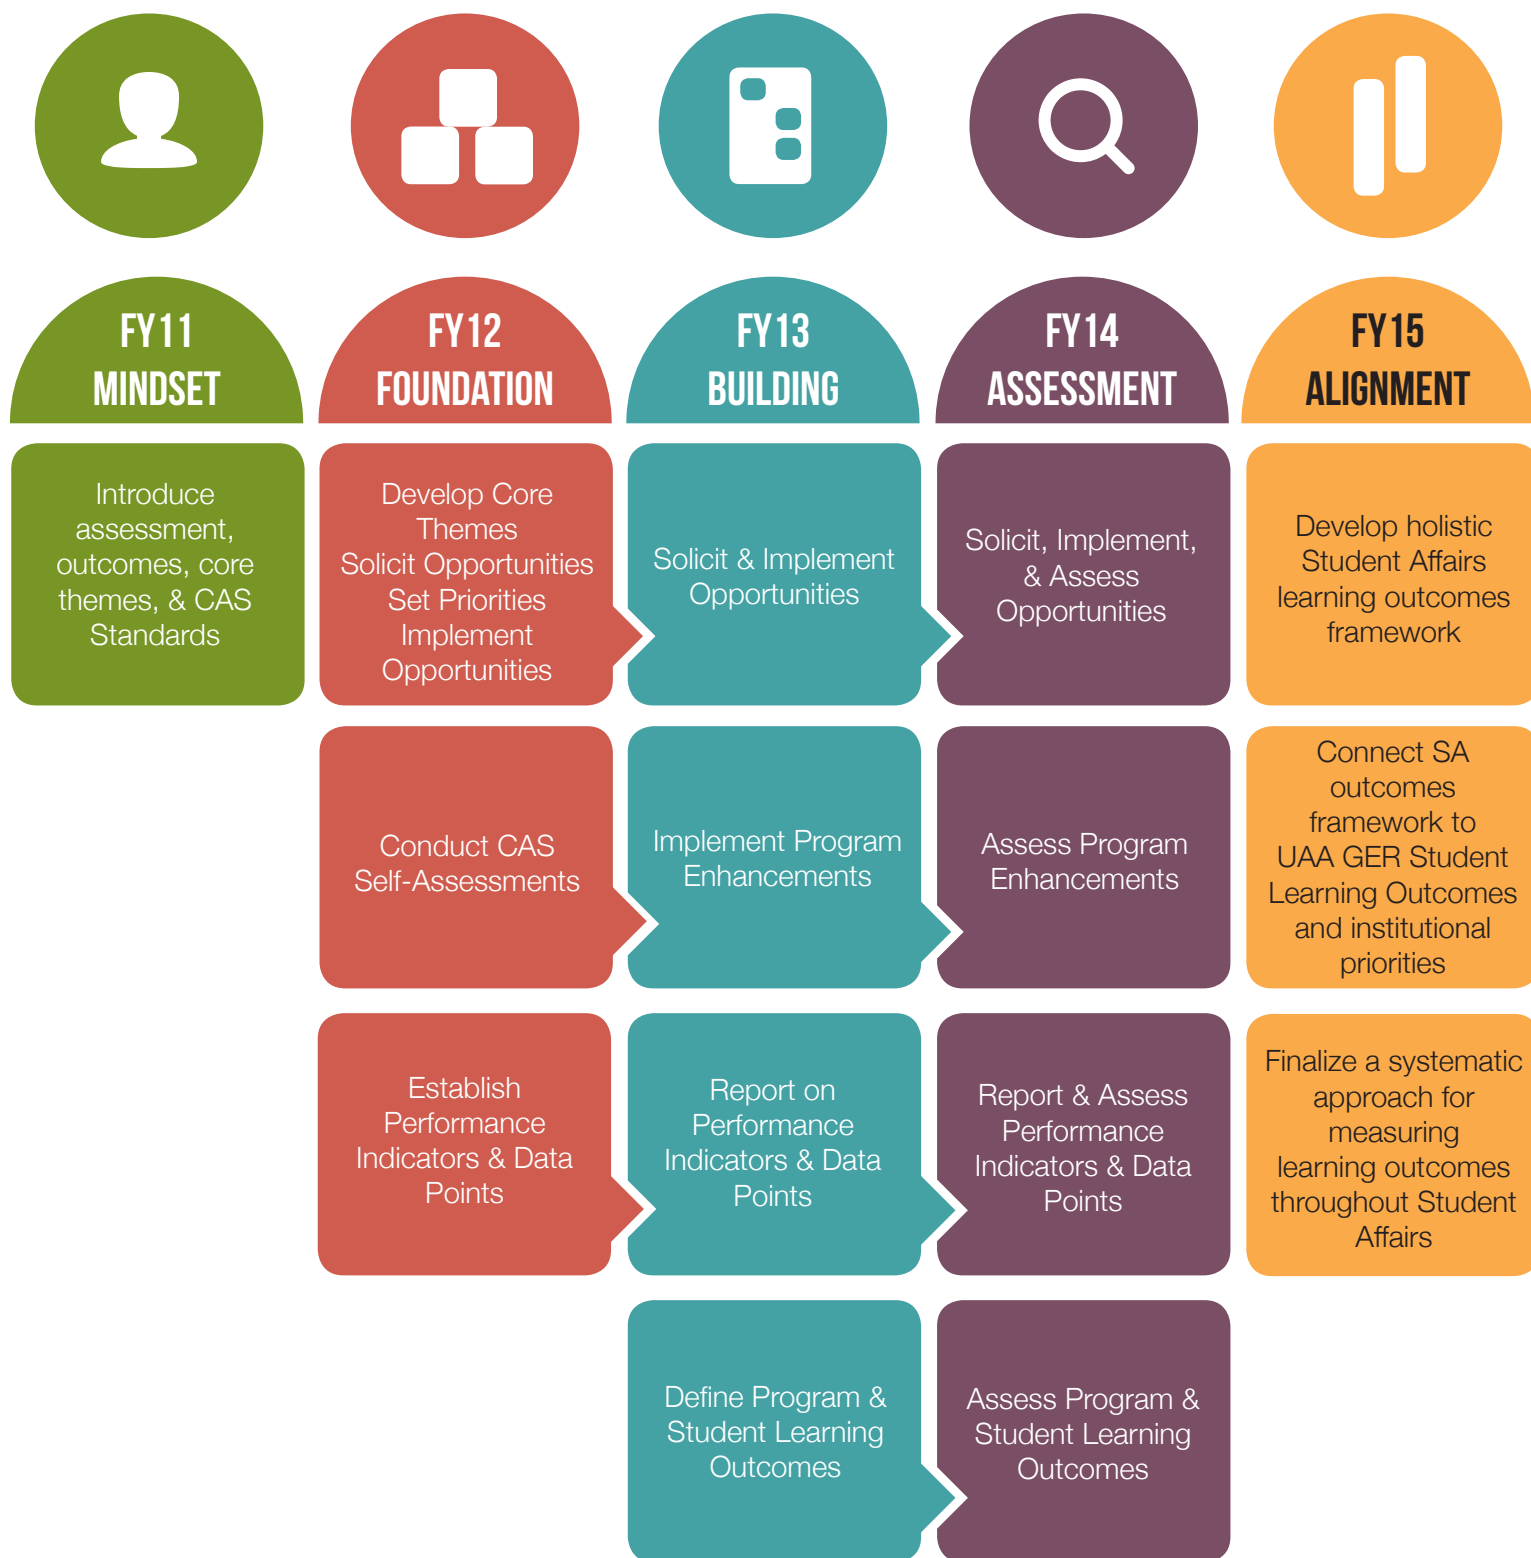 FY11
MINDSET
FY12
FOUNDATION
FY13
BUILDING
FY14
ASSESSMENT
FY15
ALIGNMENT
Introduce
assessment,
outcomes, core
themes, & CAS
Standards
Develop Core
Themes
Solicit Opportunities
Set Priorities
Implement
Opportunities
Solicit & Implement
Opportunities
Solicit, Implement,
& Assess
Opportunities
Develop holistic
Student Affairs
learning outcomes
framework
Conduct CAS
Self-Assessments
Implement Program
Enhancements
Assess Program
Enhancements
Connect SA
outcomes
framework to
UAA GER Student
Learning Outcomes
and institutional
priorities
Establish
Performance
Indicators & Data
Points
Report on
Performance
Indicators & Data
Points
Report & Assess
Performance
Indicators & Data
Points
Finalize a systematic
approach for
measuring
learning outcomes
throughout Student
Affairs
Define Program &
Student Learning
Outcomes
Assess Program &
Student Learning
Outcomes